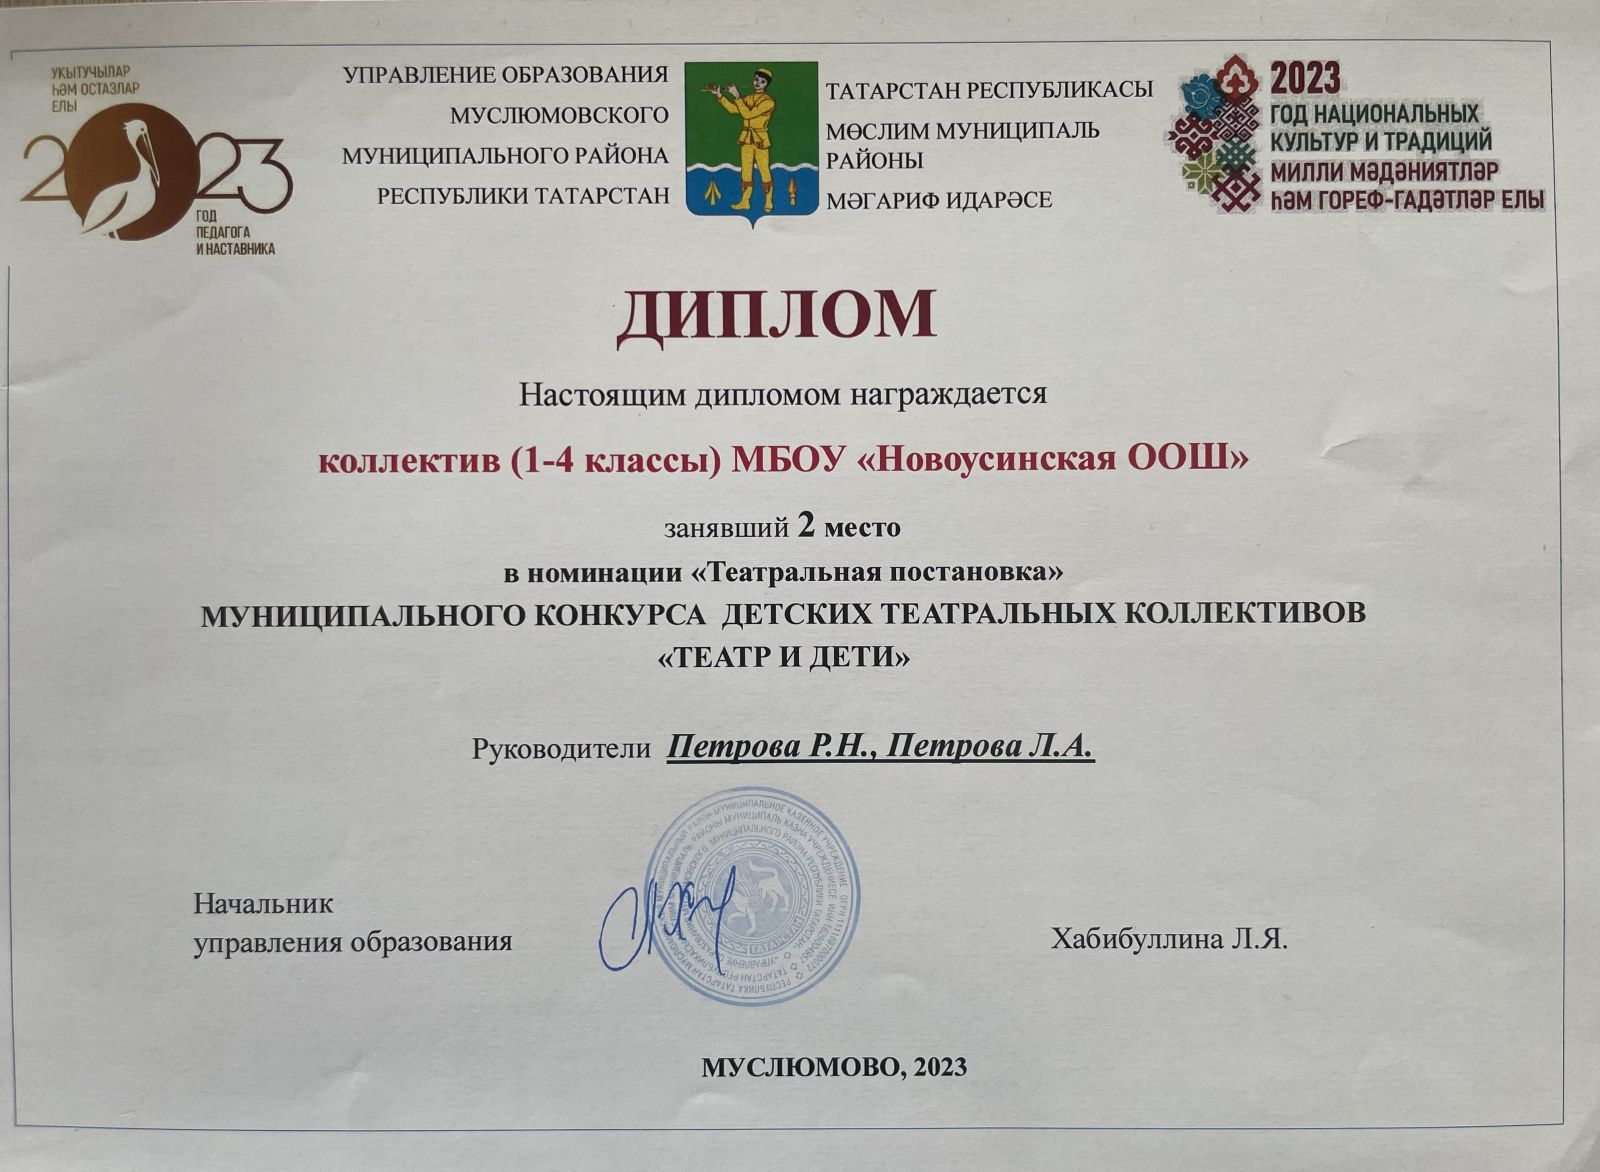 УКЫТУЧЫЛАР
ҺӘМ ОСТАЗЛАР
ЕЛЫ
2023
ГОД
ПЕДАГОГА
И НАСТАВНИКА
УПРАВЛЕНИЕ ОБРАЗОВАНИЯ
МУСЛЮМОВСКОГО
МУНИЦИПАЛЬНОГО РАЙОНА
РЕСПУБЛИКИ ТАТАРСТАН
ТАТАРСТАН РЕСПУБЛИКАСЫ
МӨСЛИМ МУНИЦИПАЛЬ
РАЙОНЫ
МӘГАРИФ ИДАРӘСЕ
2023
ГОД НАЦИОНАЛЬНЫХ
КУЛЬТУР И ТРАДИЦИЙ
МИЛЛИ МӘДӘНИЯТЛӘР
ҺӘМ ГОРЕФ-ГАДӘТЛӘР ЕЛЫ
ДИПЛОМ
Настоящим дипломом награждается
коллектив (1-4 классы) МБОУ «Новоусинская ООШ»
занявший 2 место
в номинации «Театральная постановка»
МУНИЦИПАЛЬНОГО КОНКУРСА ДЕТСКИХ ТЕАТРАЛЬНЫХ КОЛЛЕКТИВОВ
«ТЕАТР И ДЕТИ»
Руководители Петрова Р.Н., Петрова Л.А.
Начальник
управления образования
Хабибуллина Л.Я.
ТАТАРСТАН
МУСЛЮМОВО, 2023